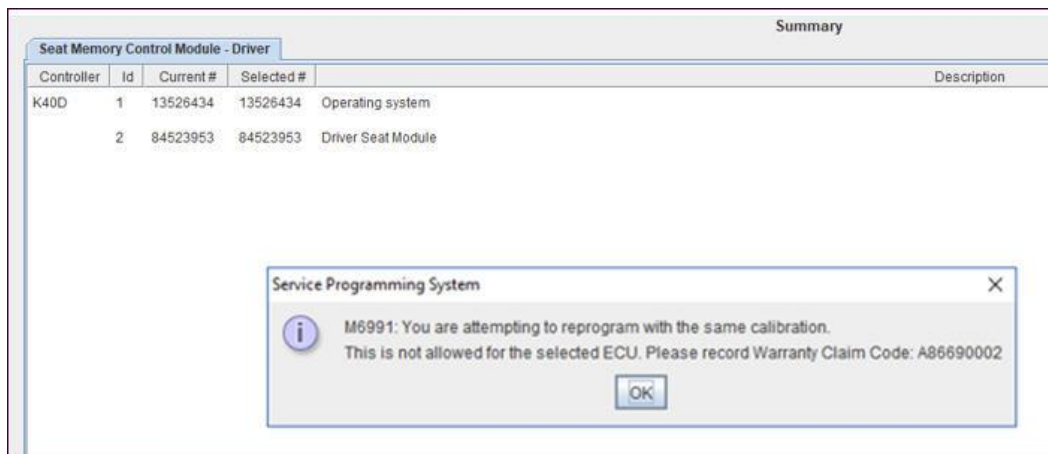 Summary
Seat Memory Control Module - Driver
Controller Id Current # Selected # Description
K40D 1 13526434 13526434 Operating system
2 84523953 84523953 Driver Seat Module
Service Programming System
M6991: You are attempting to reprogram with the same calibration.
This is not allowed for the selected ECU. Please record Warranty Claim Code: A86690002
OK